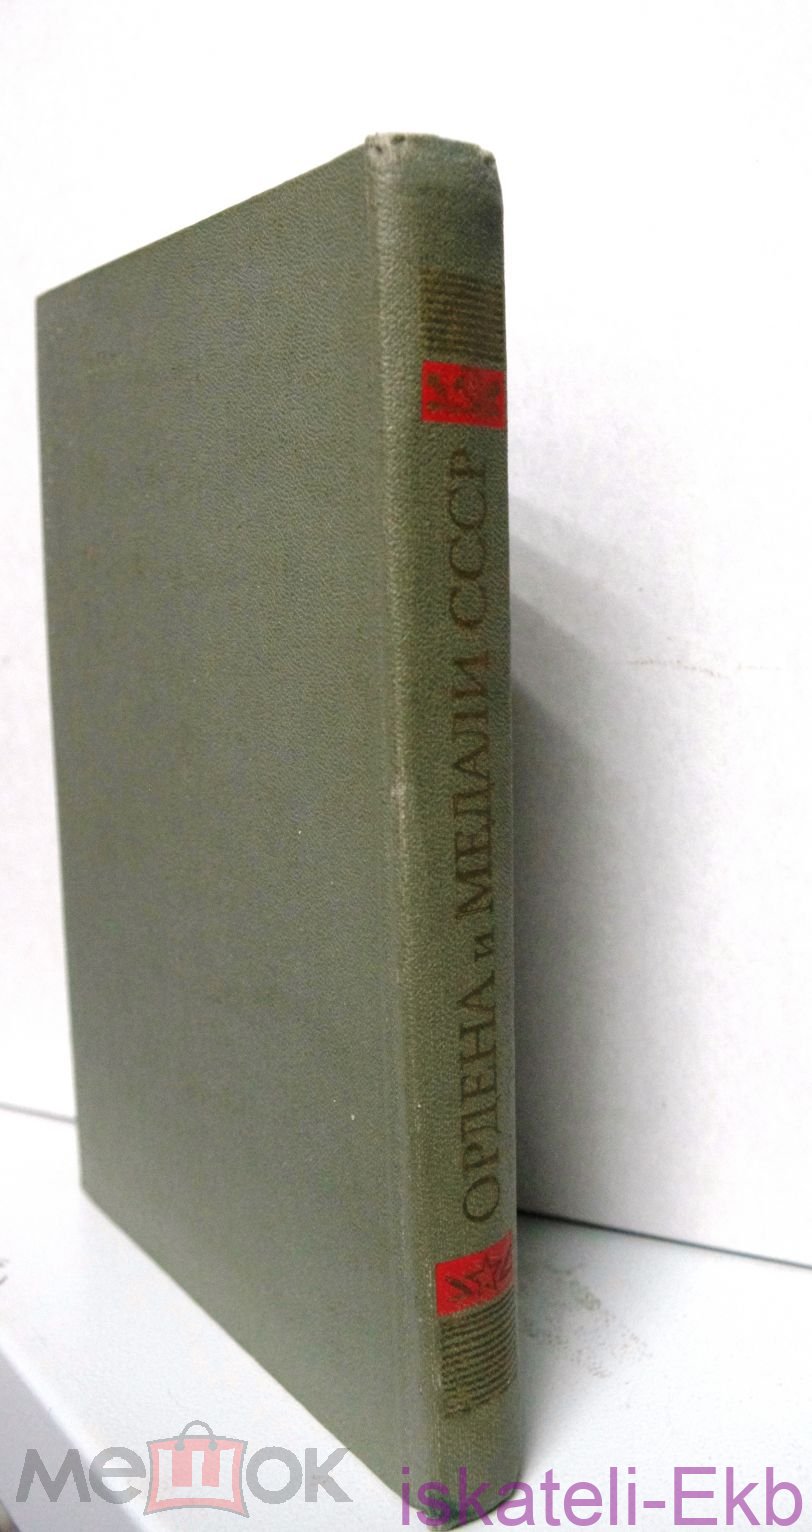 ОРДЕНА и МЕДАЛИ СССР
мешок
iskateli-Ekb